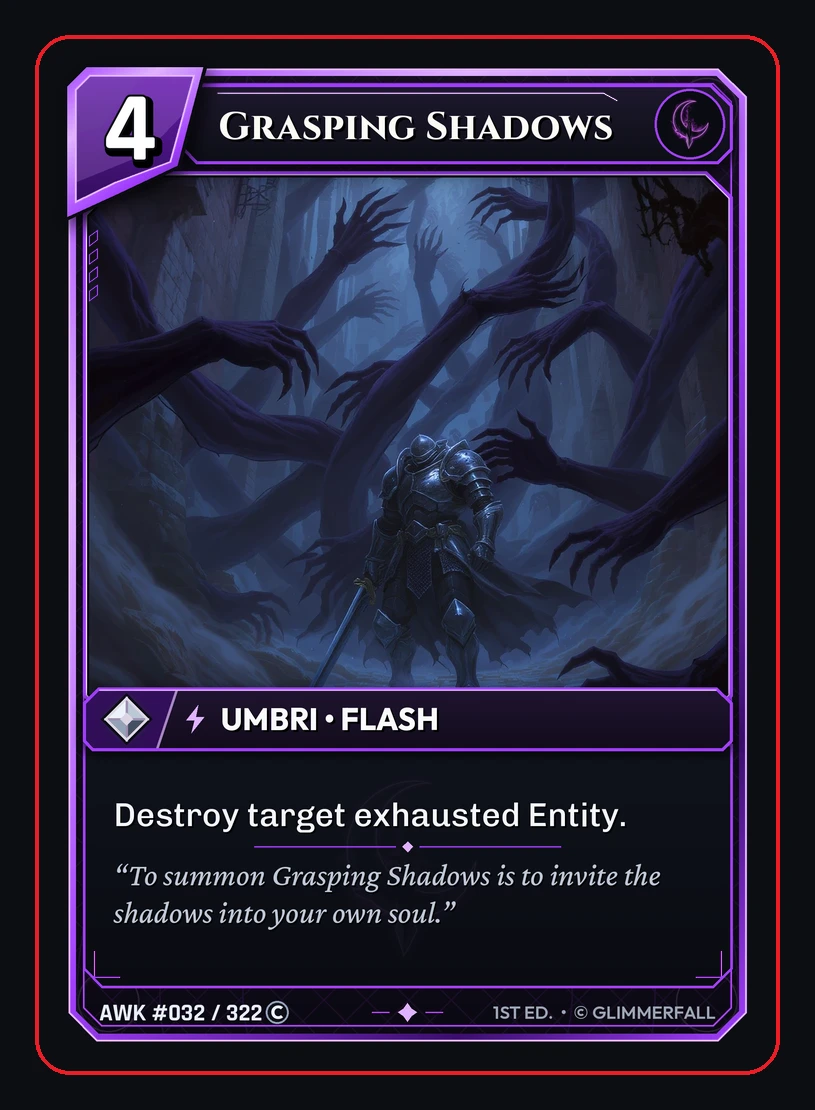 4
GRASPING SHADOWS
UMBRI • FLASH
Destroy target exhausted Entity.
“To summon Grasping Shadows is to invite the
shadows into your own soul.”
AWK #032 / 322 Ⓒ
1ST ED. • © GLIMMERFALL